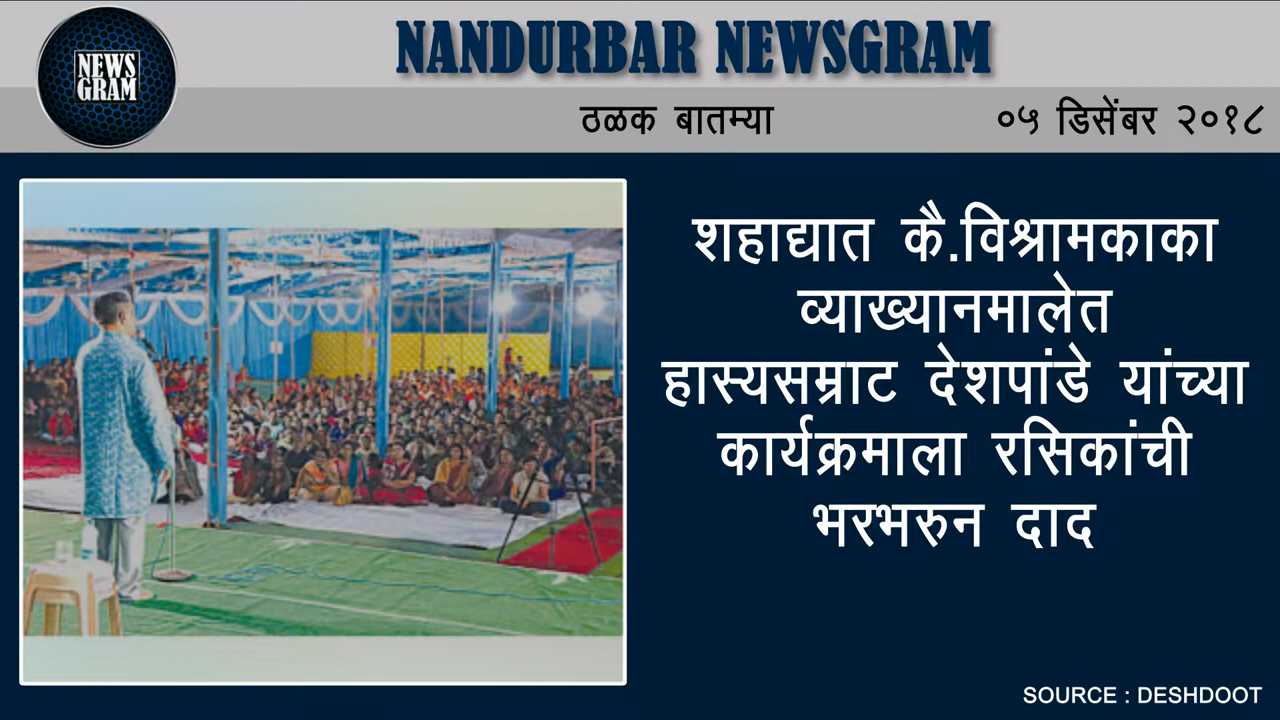 NEWS
GRAM
NANDURBAR NEWSGRAM
ठळक बातम्या
०५ डिसेंबर २०१८
शहाद्यात कै.विश्रामकाका
व्याख्यानमालेत
हास्यसम्राट देशपांडे यांच्या
कार्यक्रमाला रसिकांची
भरभरुन दाद
SOURCE : DESHDOOT